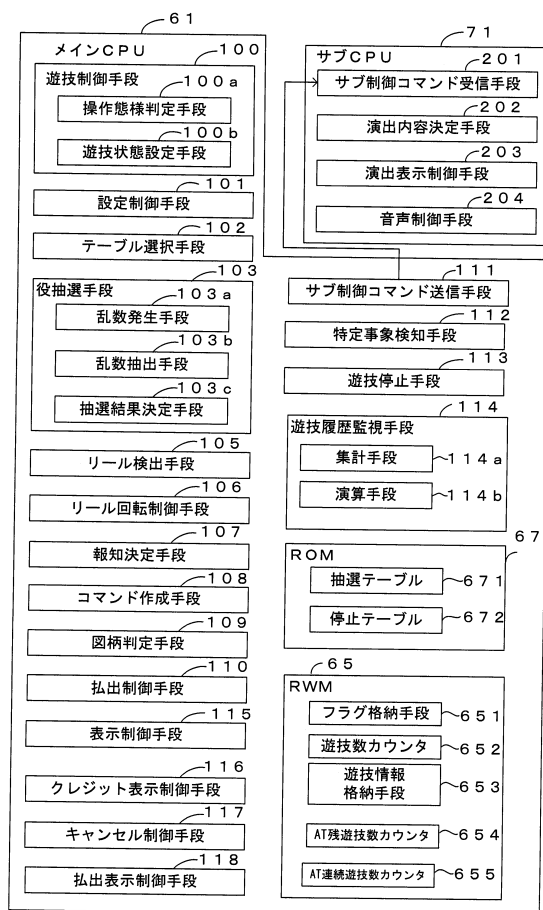 61
メインCPU
100
遊技制御手段
100a
操作態様判定手段
100b
遊技状態設定手段
101
設定制御手段
102
テーブル選択手段
103
役抽選手段
103a
乱数発生手段
103b
乱数抽出手段
103c
抽選結果決定手段
105
リール検出手段
106
リール回転制御手段
107
報知決定手段
108
コマンド作成手段
109
図柄判定手段
110
払出制御手段
115
表示制御手段
116
クレジット表示制御手段
117
キャンセル制御手段
118
払出表示制御手段
71
サブCPU
201
サブ制御コマンド受信手段
202
演出内容決定手段
203
演出表示制御手段
204
音声制御手段
111
サブ制御コマンド送信手段
112
特定事象検知手段
113
遊技停止手段
114
遊技履歴監視手段
集計手段 114a
演算手段 114b
67
ROM
抽選テーブル 671
停止テーブル 672
65
RWM
フラグ格納手段 651
遊技数カウンタ 652
遊技情報
格納手段 653
AT残遊技数カウンタ 654
AT連続遊技数カウンタ 655